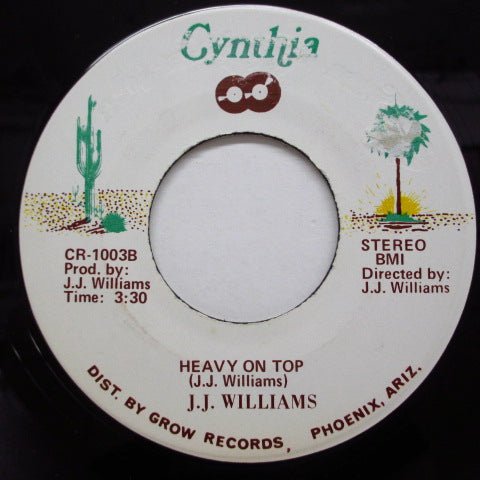 Cynthia
CR-1003B
Prod. by:
J.J. Williams
Time: 3:30
STEREO
BMI
Directed by:
J.J. Williams
HEAVY ON TOP
(J.J. Williams)
J.J. WILLIAMS
DIST. BY GROW RECORDS, PHOENIX, ARIZ.